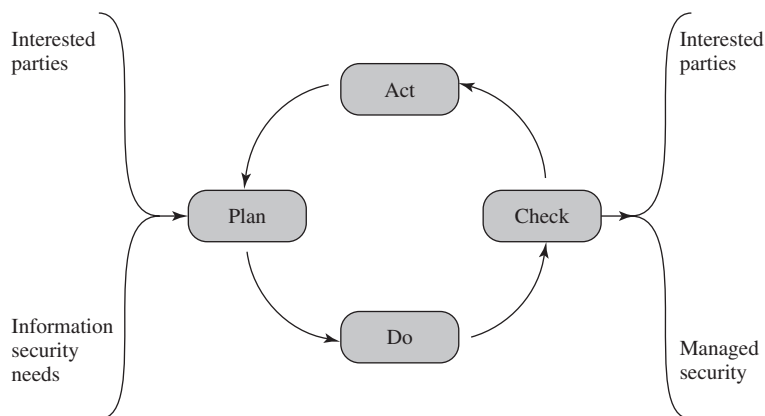 Interested
parties
Interested
parties
Act
Plan
Check
Do
Information
security
needs
Managed
security